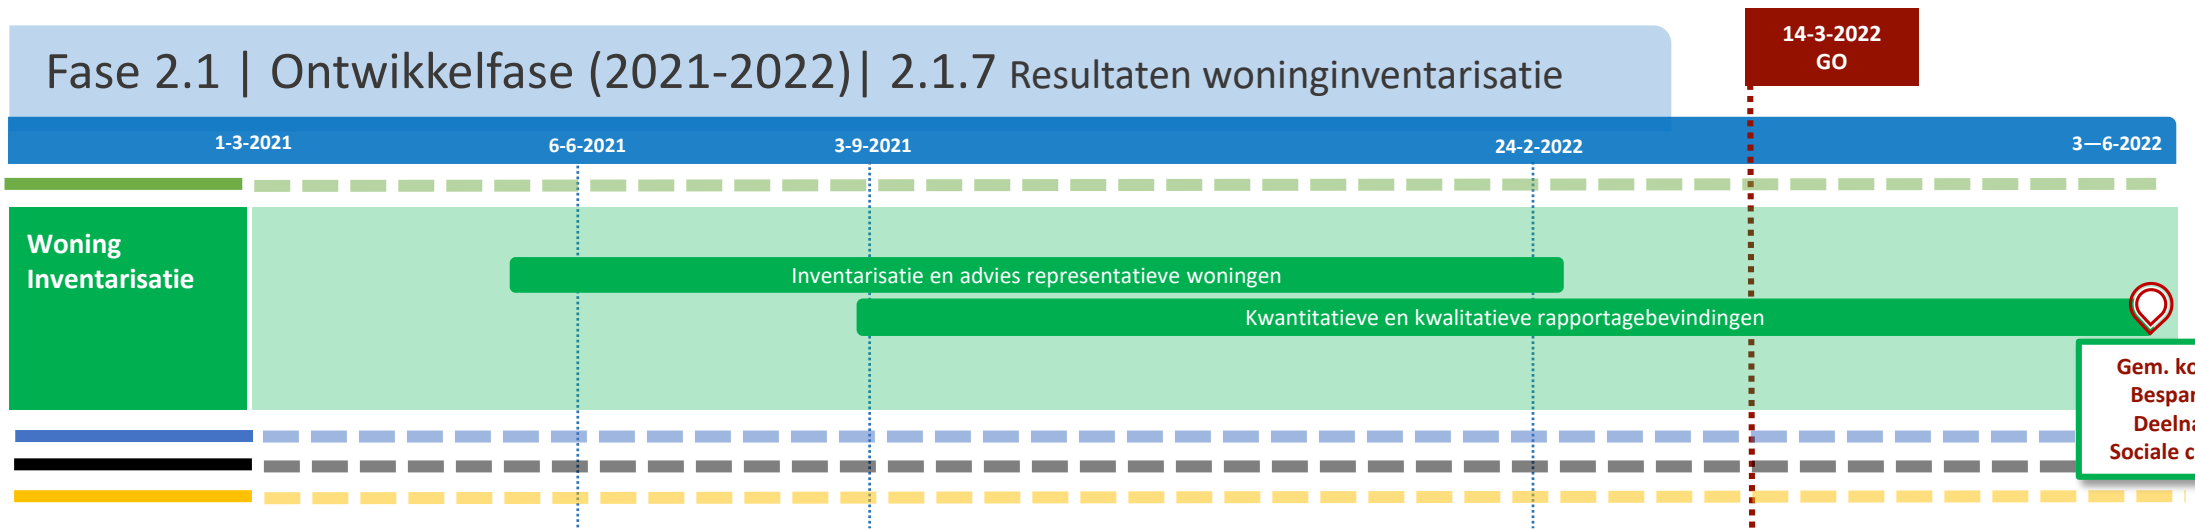 14-3-2022
GO
Fase 2.1 | Ontwikkelfase (2021-2022)| 2.1.7 Resultaten woninginventarisatie
1-3-2021
6-6-2021
3-9-2021
24-2-2022
3—6-2022
Woning
Inventarisatie
Inventarisatie en advies representatieve woningen
Kwantitatieve en kwalitatieve rapportagebevindingen
Gem.
Sociale